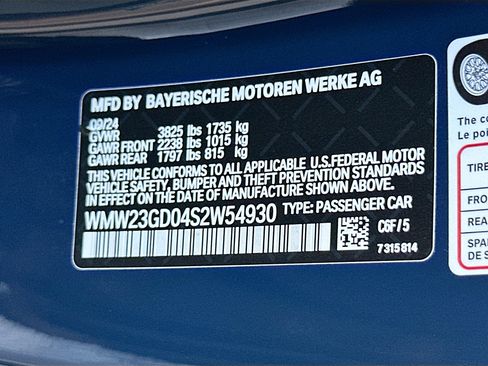 MFD BY BAYERISCHE MOTOREN WERKE AG
09/24
GVWR 3825 lbs 1735 kg
GAWR FRONT 2238 lbs 1015 kg
GAWR REAR 1797 lbs 815 kg
THIS VEHICLE CONFORMS TO ALL APPLICABLE U.S.FEDERAL MOTOR
VEHICLE SAFETY, BUMPER AND THEFT PREVENTION STANDARDS
IN EFFECT ON THE DATE OF MANUFACTURE SHOWN ABOVE.
WMW23GD04S2W54930 TYPE: PASSENGER CAR
C6F/5
7315814
The co
Le poi
TIRE
FRO
REA
SPA
DE S